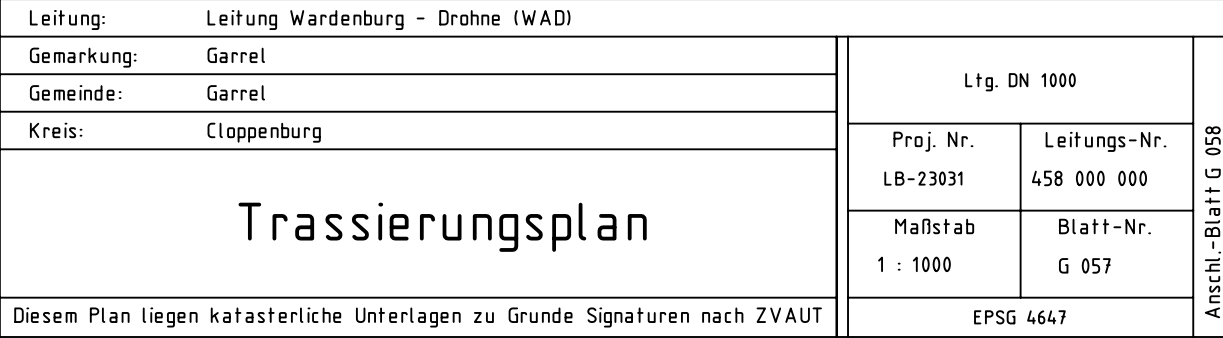 Leitung: Leitung Wardenburg - Drohne (WAD)
Gemarkung: Garrel
Gemeinde: Garrel
Kreis: Cloppenburg
Trassierungsplan
Diesem Plan liegen katasterliche Unterlagen zu Grunde Signaturen nach ZVAUT
Ltg. DN 1000
Proj. Nr. Leitungs-Nr.
LB-23031 458 000 000
Maßstab Blatt-Nr.
1 : 1000 G 057
EPSG 4647
Anschl.-Blatt G 058